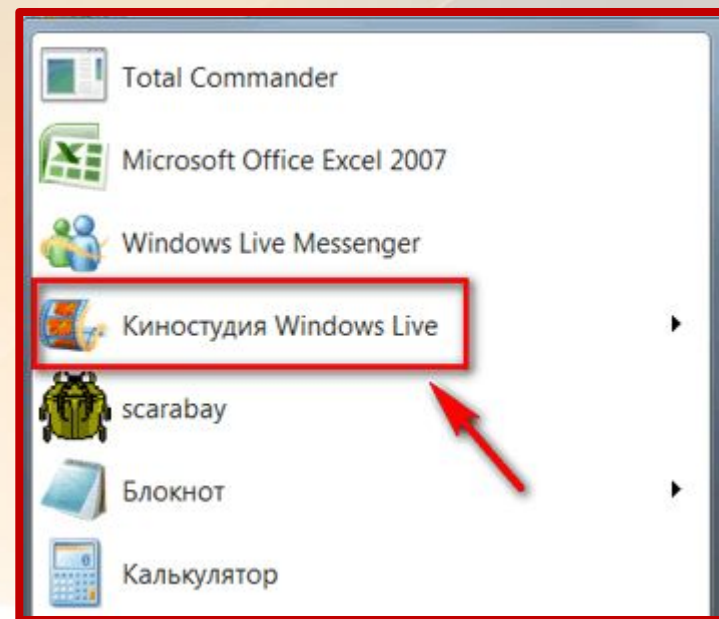 Total Commander
Microsoft Office Excel 2007
Windows Live Messenger
Киностудия Windows Live
scarabay
Блокнот
Калькулятор